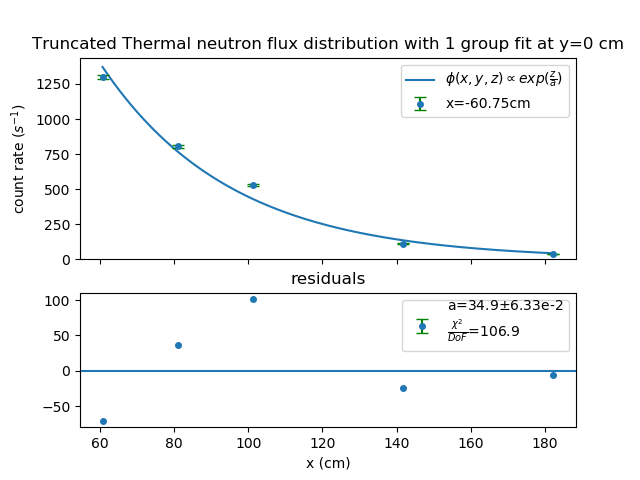 Truncated Thermal neutron flux distribution with 1 group fit at y=0 cm
count rate (s⁻¹)
1250
1000
750
500
250
0
ϕ(x, y, z) ∝ exp(z/a)
x=-60.75cm
residuals
100
50
0
−50
a=34.9±6.33e-2
χ²/DoF=106.9
60 80 100 120 140 160 180
x (cm)